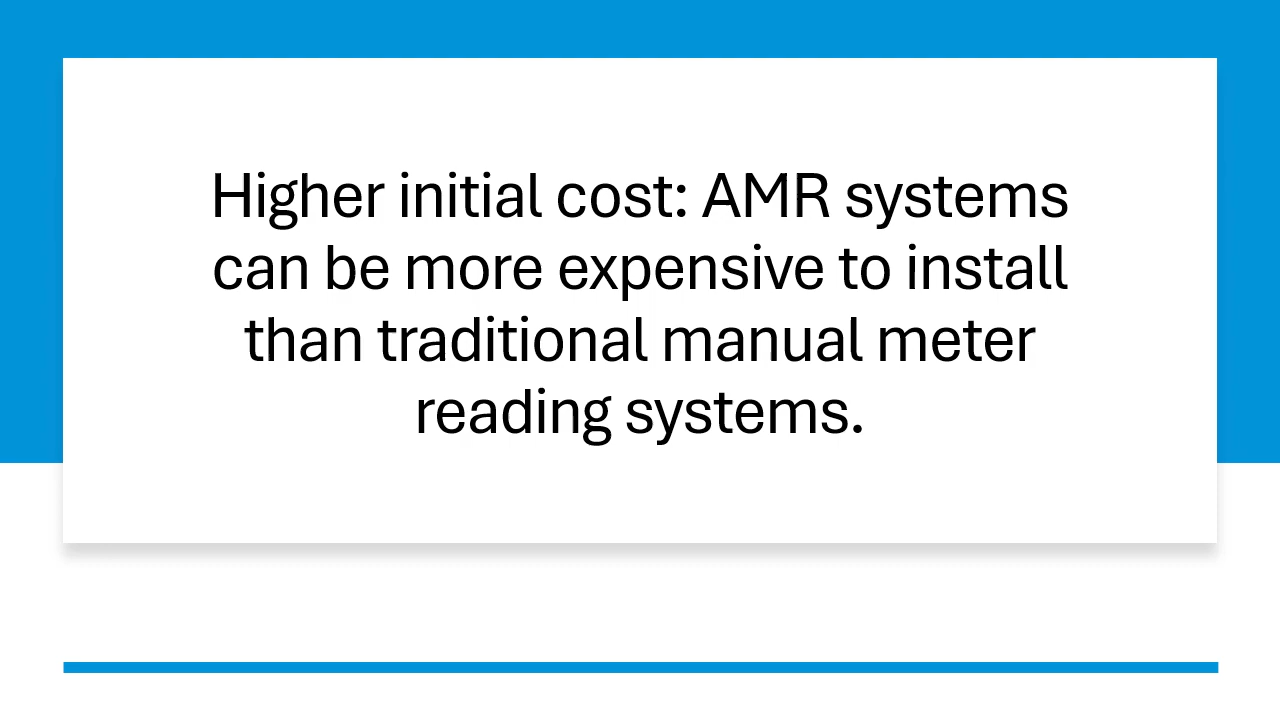 Higher initial cost: AMR systems
can be more expensive to install
than traditional manual meter
reading systems.